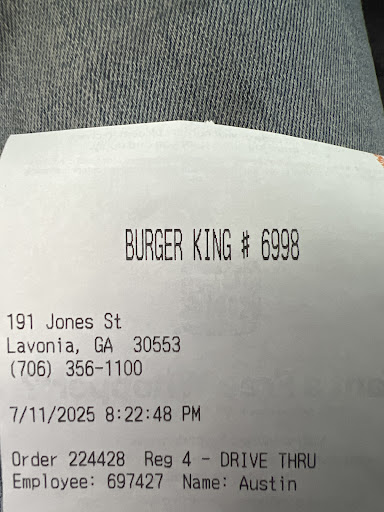 BURGER KING # 6998
191 Jones St
Lavonia, GA 30553
(706) 356-1100
7/11/2025 8:22:48 PM
Order 224428 Reg 4 - DRIVE THRU
Employee: 697427 Name: Austin